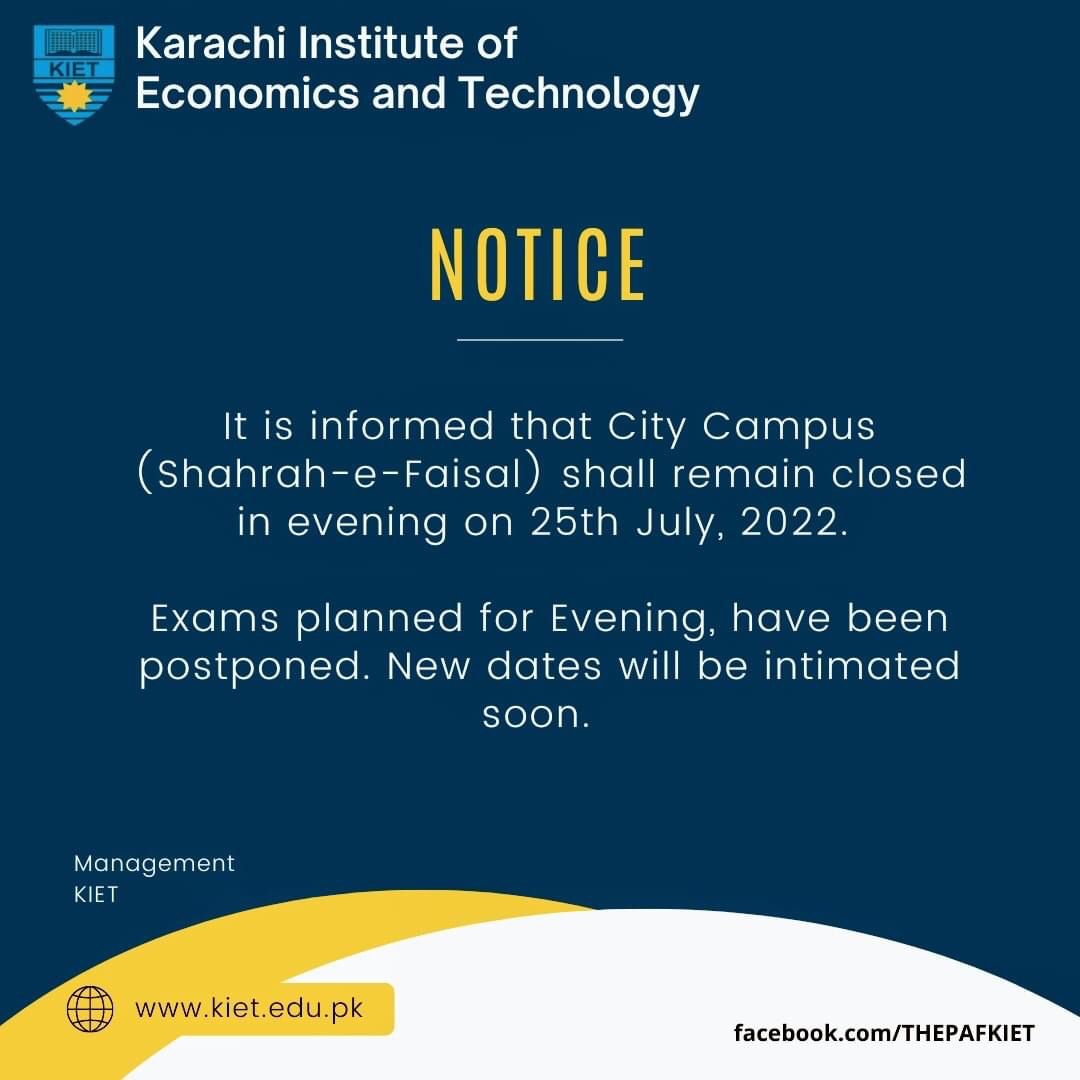 KIET
Karachi Institute of
Economics and Technology
NOTICE
It is informed that City Campus
(Shahrah-e-Faisal) shall remain closed
in evening on 25th July, 2022.
Exams planned for Evening, have been
postponed. New dates will be intimated
soon.
Management
KIET
www.kiet.edu.pk
facebook.com/THEPAFKIET